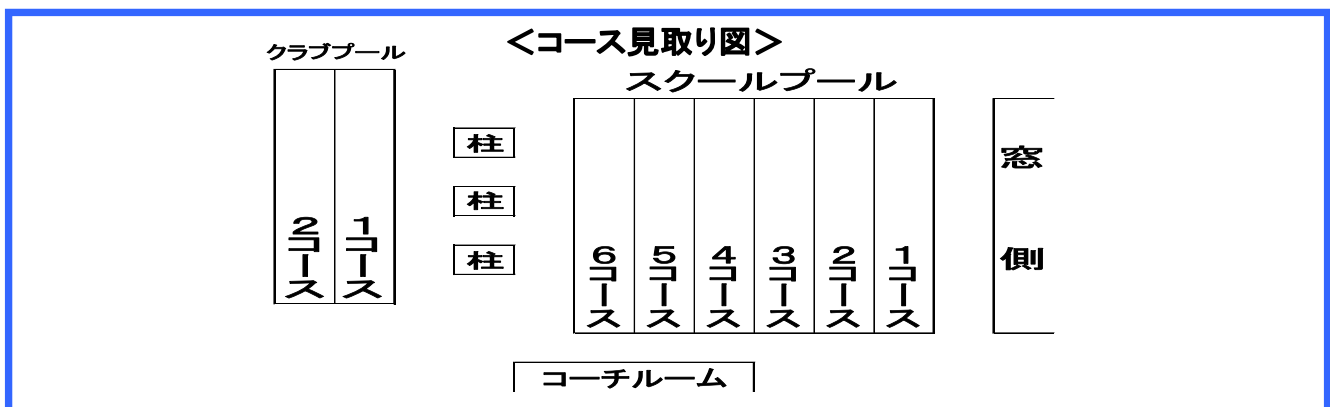 ＜コース見取り図＞
クラブプール
スクールプール
2コース
1コース
柱
柱
柱
6コース
5コース
4コース
3コース
2コース
1コース
窓側
コーチルーム